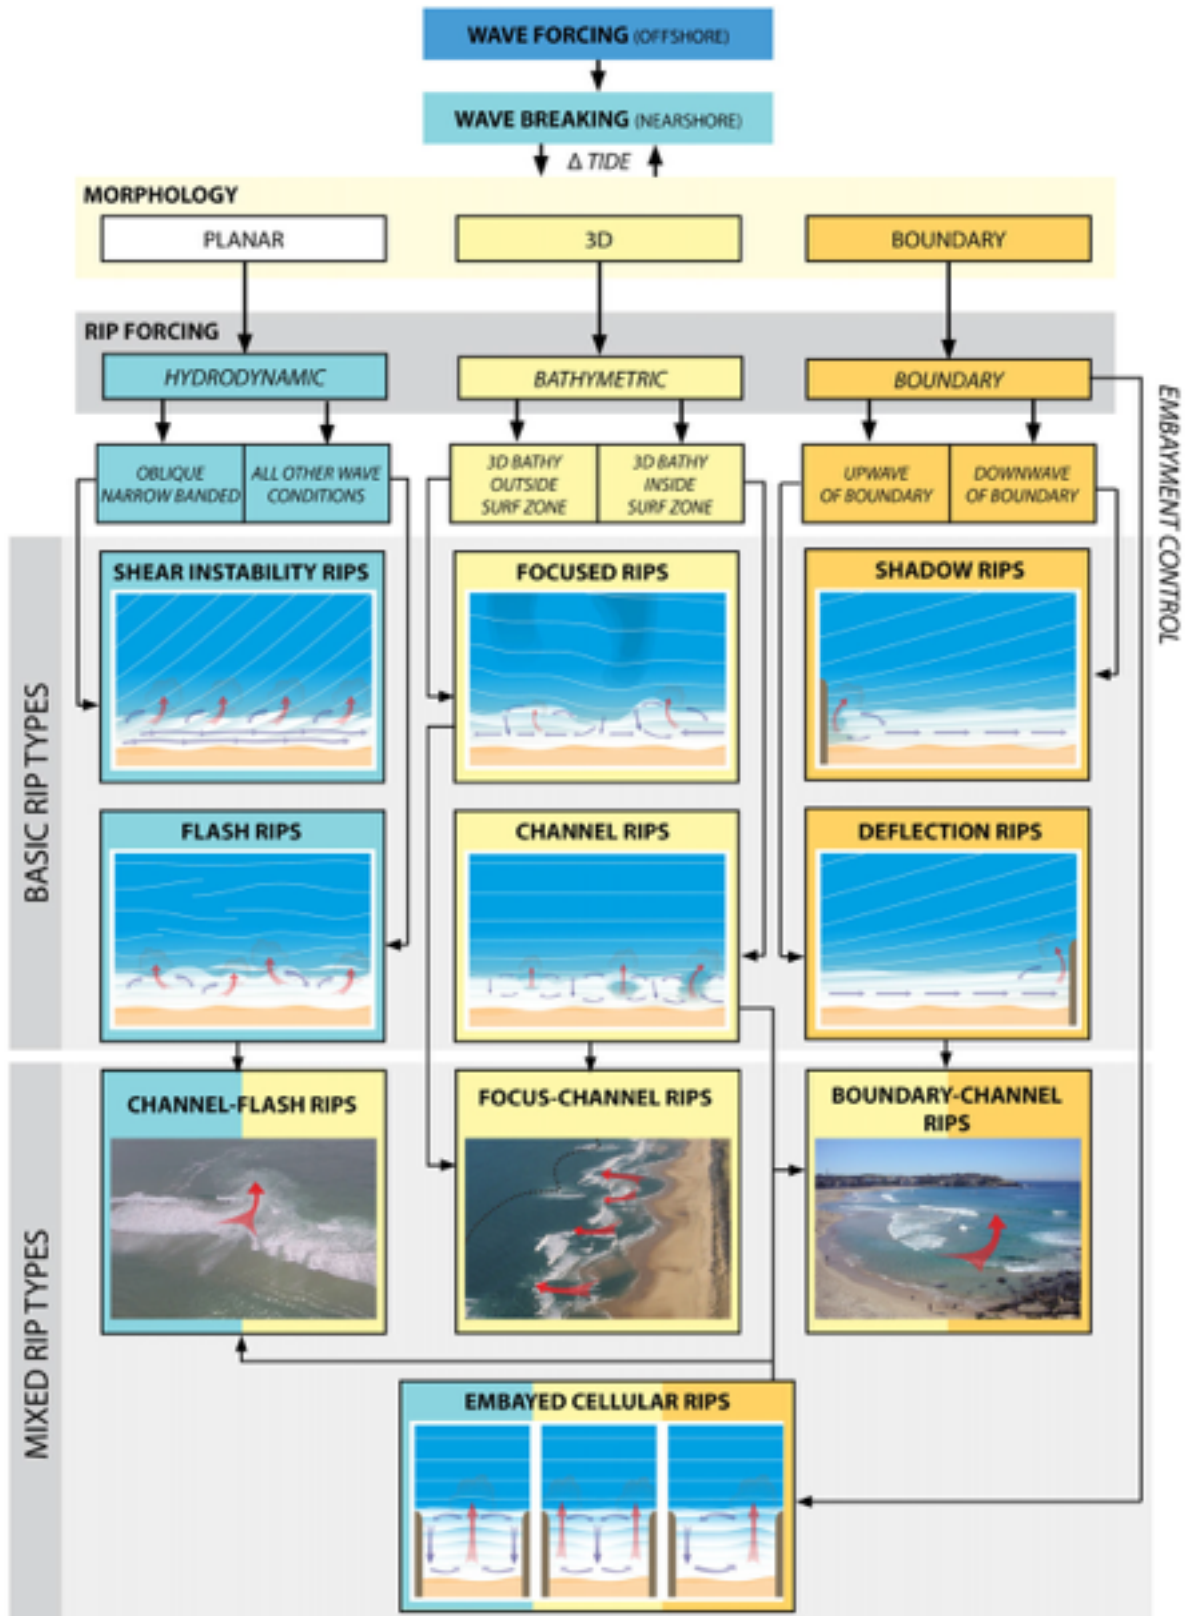 WAVE FORCING (OFFSHORE)
WAVE BREAKING (NEARSHORE)
Δ TIDE
MORPHOLOGY
PLANAR
3D
BOUNDARY
RIP FORCING
HYDRODYNAMIC
BATHYMETRIC
BOUNDARY
EMBAYMENT CONTROL
OBLIQUE
NARROW BANDED
ALL OTHER WAVE
CONDITIONS
3D BATHY
OUTSIDE
SURF ZONE
3D BATHY
INSIDE
SURF ZONE
UPWAVE
OF BOUNDARY
DOWNWAVE
OF BOUNDARY
BASIC RIP TYPES
SHEAR INSTABILITY RIPS
FOCUSED RIPS
SHADOW RIPS
FLASH RIPS
CHANNEL RIPS
DEFLECTION RIPS
MIXED RIP TYPES
CHANNEL-FLASH RIPS
FOCUS-CHANNEL RIPS
BOUNDARY-CHANNEL
RIPS
EMBAYED CELLULAR RIPS